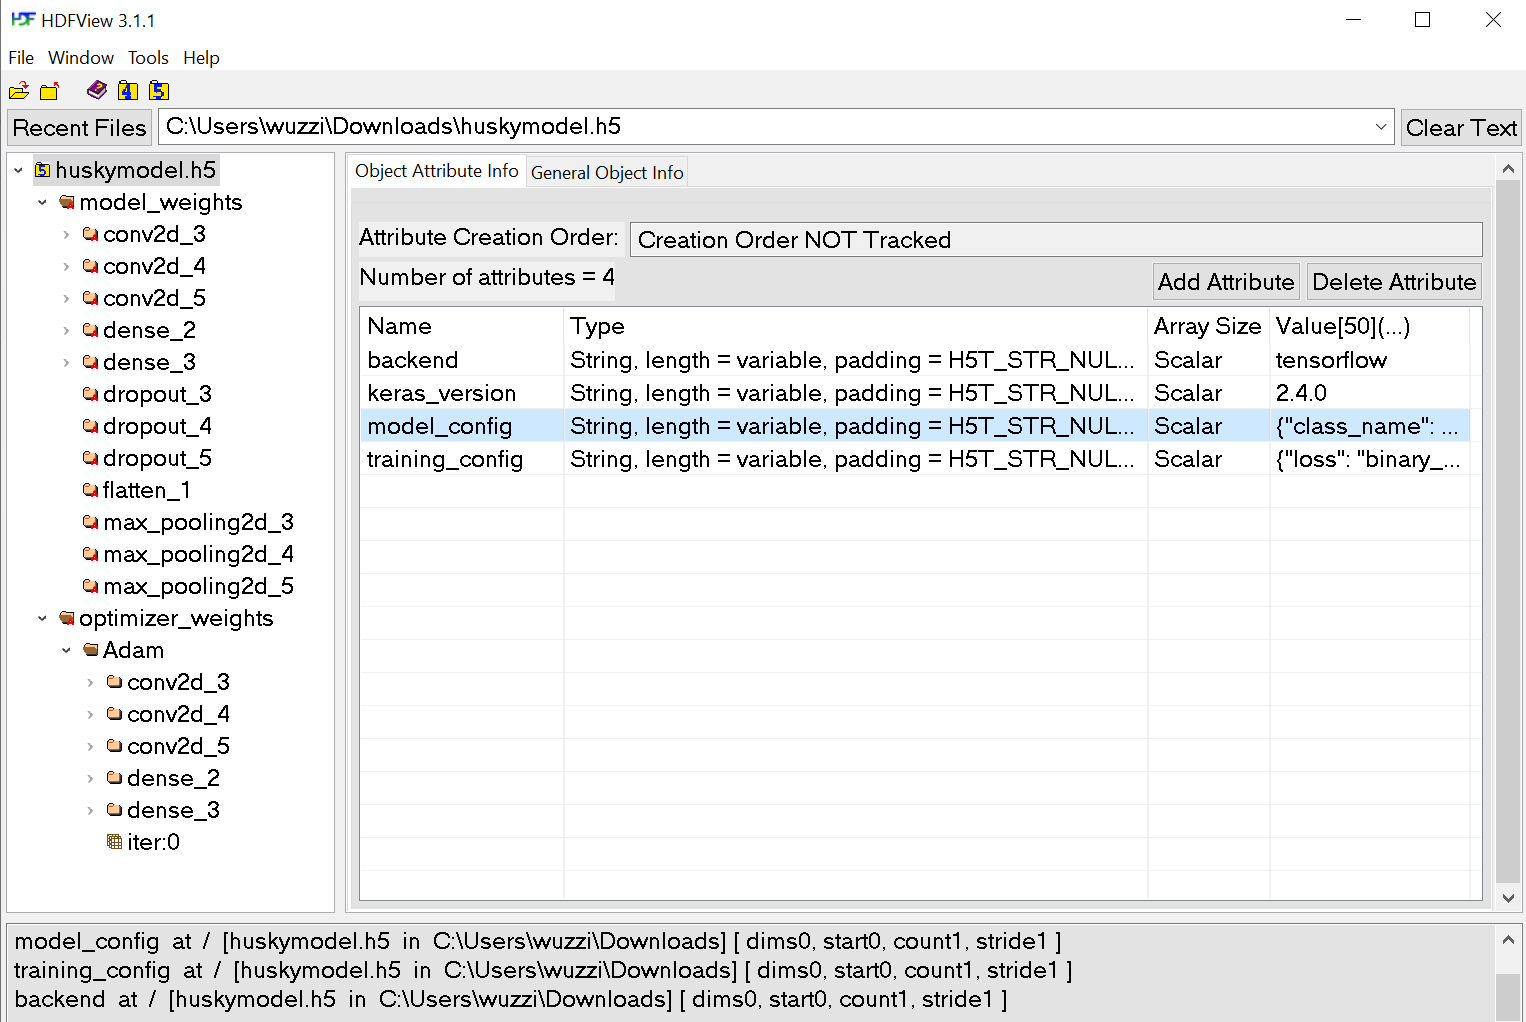 HDFView 3.1.1
File Window Tools Help
4 5
Recent Files C:\Users\wuzzi\Downloads\huskymodel.h5 Clear Text
huskymodel.h5
model_weights
conv2d_3
conv2d_4
conv2d_5
dense_2
dense_3
dropout_3
dropout_4
dropout_5
flatten_1
max_pooling2d_3
max_pooling2d_4
max_pooling2d_5
optimizer_weights
Adam
conv2d_3
conv2d_4
conv2d_5
dense_2
dense_3
iter:0
Object Attribute Info General Object Info
Attribute Creation Order: Creation Order NOT Tracked
Number of attributes = 4 Add Attribute Delete Attribute
Name Type Array Size Value[50](...)
backend String, length = variable, padding = H5T_STR_NUL... Scalar tensorflow
keras_version String, length = variable, padding = H5T_STR_NUL... Scalar 2.4.0
model_config String, length = variable, padding = H5T_STR_NUL... Scalar {"class_name": ...
training_config String, length = variable, padding = H5T_STR_NUL... Scalar {"loss": "binary_...
model_config at / [huskymodel.h5 in C:\Users\wuzzi\Downloads] [ dims0, start0, count1, stride1 ]
training_config at / [huskymodel.h5 in C:\Users\wuzzi\Downloads] [ dims0, start0, count1, stride1 ]
backend at / [huskymodel.h5 in C:\Users\wuzzi\Downloads] [ dims0, start0, count1, stride1 ]